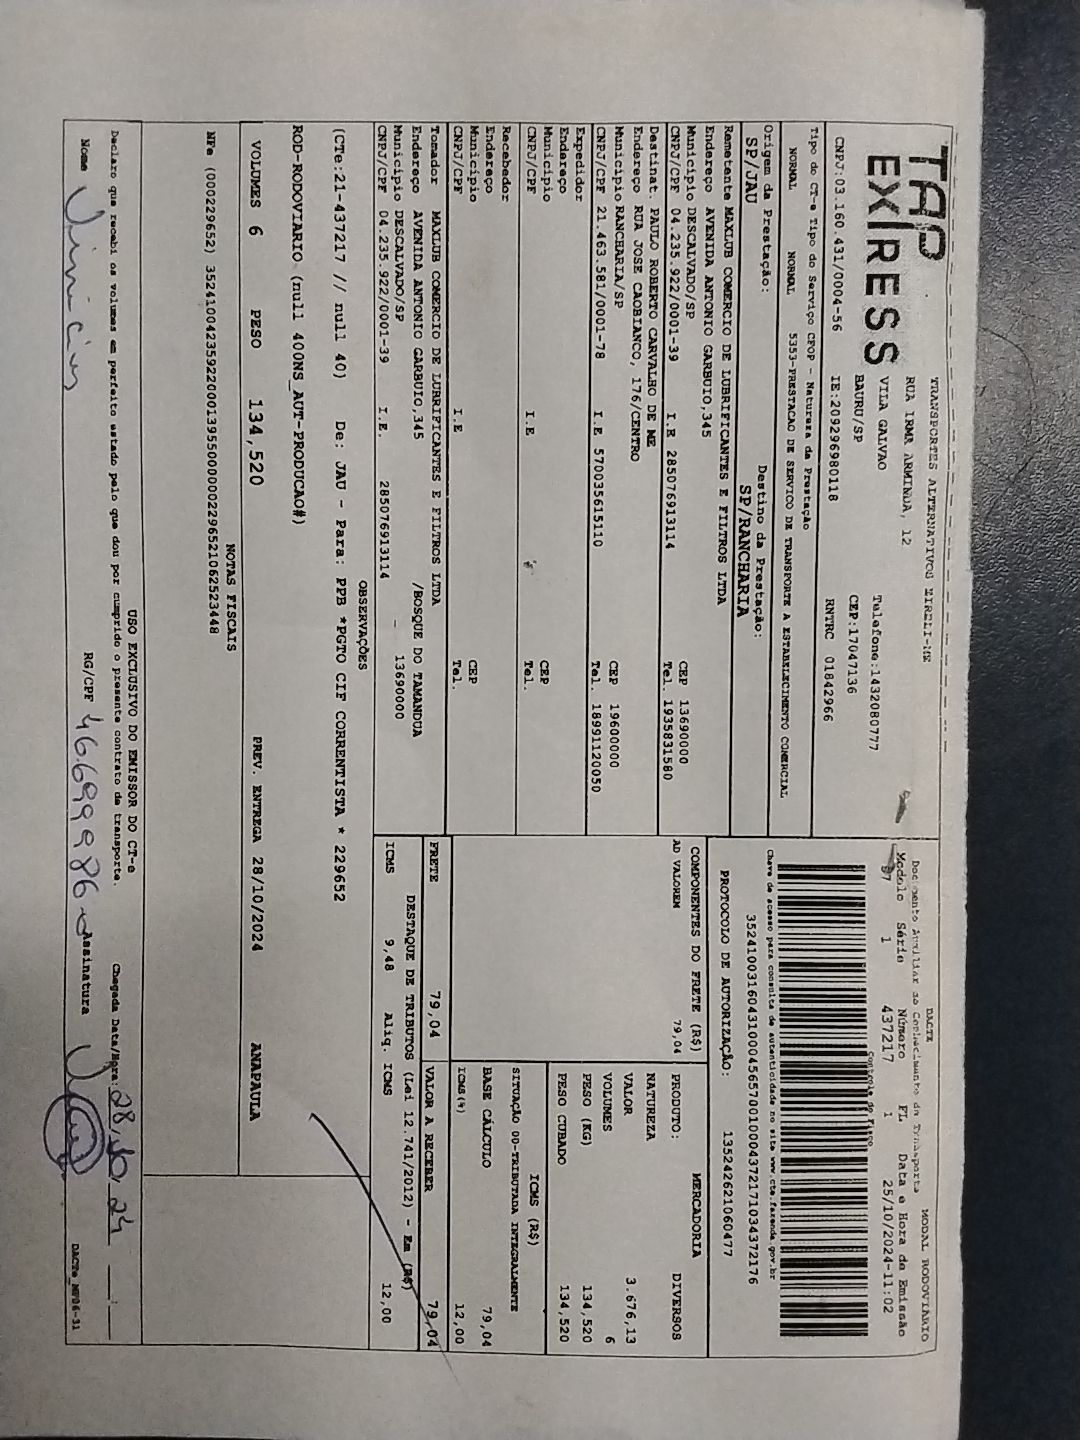 TAP
EXPRESS
TRANSPORTES ALTERNATIVOS EIRELI-ME
RUA IRMA ARMINDA, 12
VILA GALVAO
BAURU/SP
Telefone:1432080777
CEP:17047136
CNPJ:03.160.431/0004-56 IE:209296980118 RNTRC 01842966
DACTE MODAL RODOVIARIO
Documento Auxiliar do Conhecimento de Transporte
Modelo Série Número FL Data e Hora de Emissão
57 1 437217 1 25/10/2024-11:02
Controle do Fisco
Chave de acesso para consulta de autenticidade no site www.cte.fazenda.gov.br
35241003160431000456570010004372171034372176
PROTOCOLO DE AUTORIZAÇÃO: 135242621060477
Tipo do CT-e Tipo do Serviço CFOP - Natureza da Prestação
NORMAL NORMAL 5353-PRESTACAO DE SERVICO DE TRANSPORTE A ESTABELECIMENTO COMERCIAL
Origem da Prestação: Destino da Prestação:
SP/JAU SP/RANCHARIA
Remetente MAXLUB COMERCIO DE LUBRIFICANTES E FILTROS LTDA
Endereço AVENIDA ANTONIO GARBUIO,345
Município DESCALVADO/SP CEP 13690000
CNPJ/CPF 04.235.922/0001-39 I.E 285076913114 Tel. 1935831580
Destinat. PAULO ROBERTO CARVALHO DE ME
Endereço RUA JOSE CAOBIANCO, 176/CENTRO
Município RANCHARIA/SP CEP 19600000
CNPJ/CPF 21.463.581/0001-78 I.E 570035615110 Tel. 18991120050
Expedidor
Endereço
Município CEP
CNPJ/CPF I.E Tel.
Recebedor
Endereço
Município CEP
CNPJ/CPF I.E Tel.
Tomador MAXLUB COMERCIO DE LUBRIFICANTES E FILTROS LTDA
Endereço AVENIDA ANTONIO GARBUIO,345 /BOSQUE DO TAMANDUA
Município DESCALVADO/SP - 13690000
CNPJ/CPF 04.235.922/0001-39 I.E. 285076913114
COMPONENTES DO FRETE (R$)
AD VALOREM 79,04
FRETE 79,04
PRODUTO: MERCADORIA
NATUREZA DIVERSOS
VALOR 3.676,13
VOLUMES 6
PESO (KG) 134,520
PESO CUBADO 134,520
ICMS (R$)
SITUAÇÃO 00-TRIBUTADA INTEGRALMENTE
BASE CÁLCULO 79,04
ICMS(%) 12,00
VALOR A RECEBER 79,04
DESTAQUE DE TRIBUTOS (Lei 12.741/2012) - Em (R$)
ICMS 9,48 Aliq. ICMS 12,00
OBSERVAÇÕES
(CTe:21-437217 // null 40) De: JAU - Para: PPB *PGTO CIF CORRENTISTA * 229652
ROD-RODOVIARIO (null 400NS_AUT-PRODUCAO#)
VOLUMES 6 PESO 134,520 PREV. ENTREGA 28/10/2024 ANAPAULA
NOTAS FISCAIS
NFe (000229652) 35241004235922000139550000002296521062523448
USO EXCLUSIVO DO EMISSOR DO CT-e
Declaro que recebi os volumes em perfeito estado pelo que dou por cumprido o presente contrato de transporte. Chegada Data/Hora: 28/10/24
Nome Vinicius RG/CPF Assinatura
DACTe_MP06-31